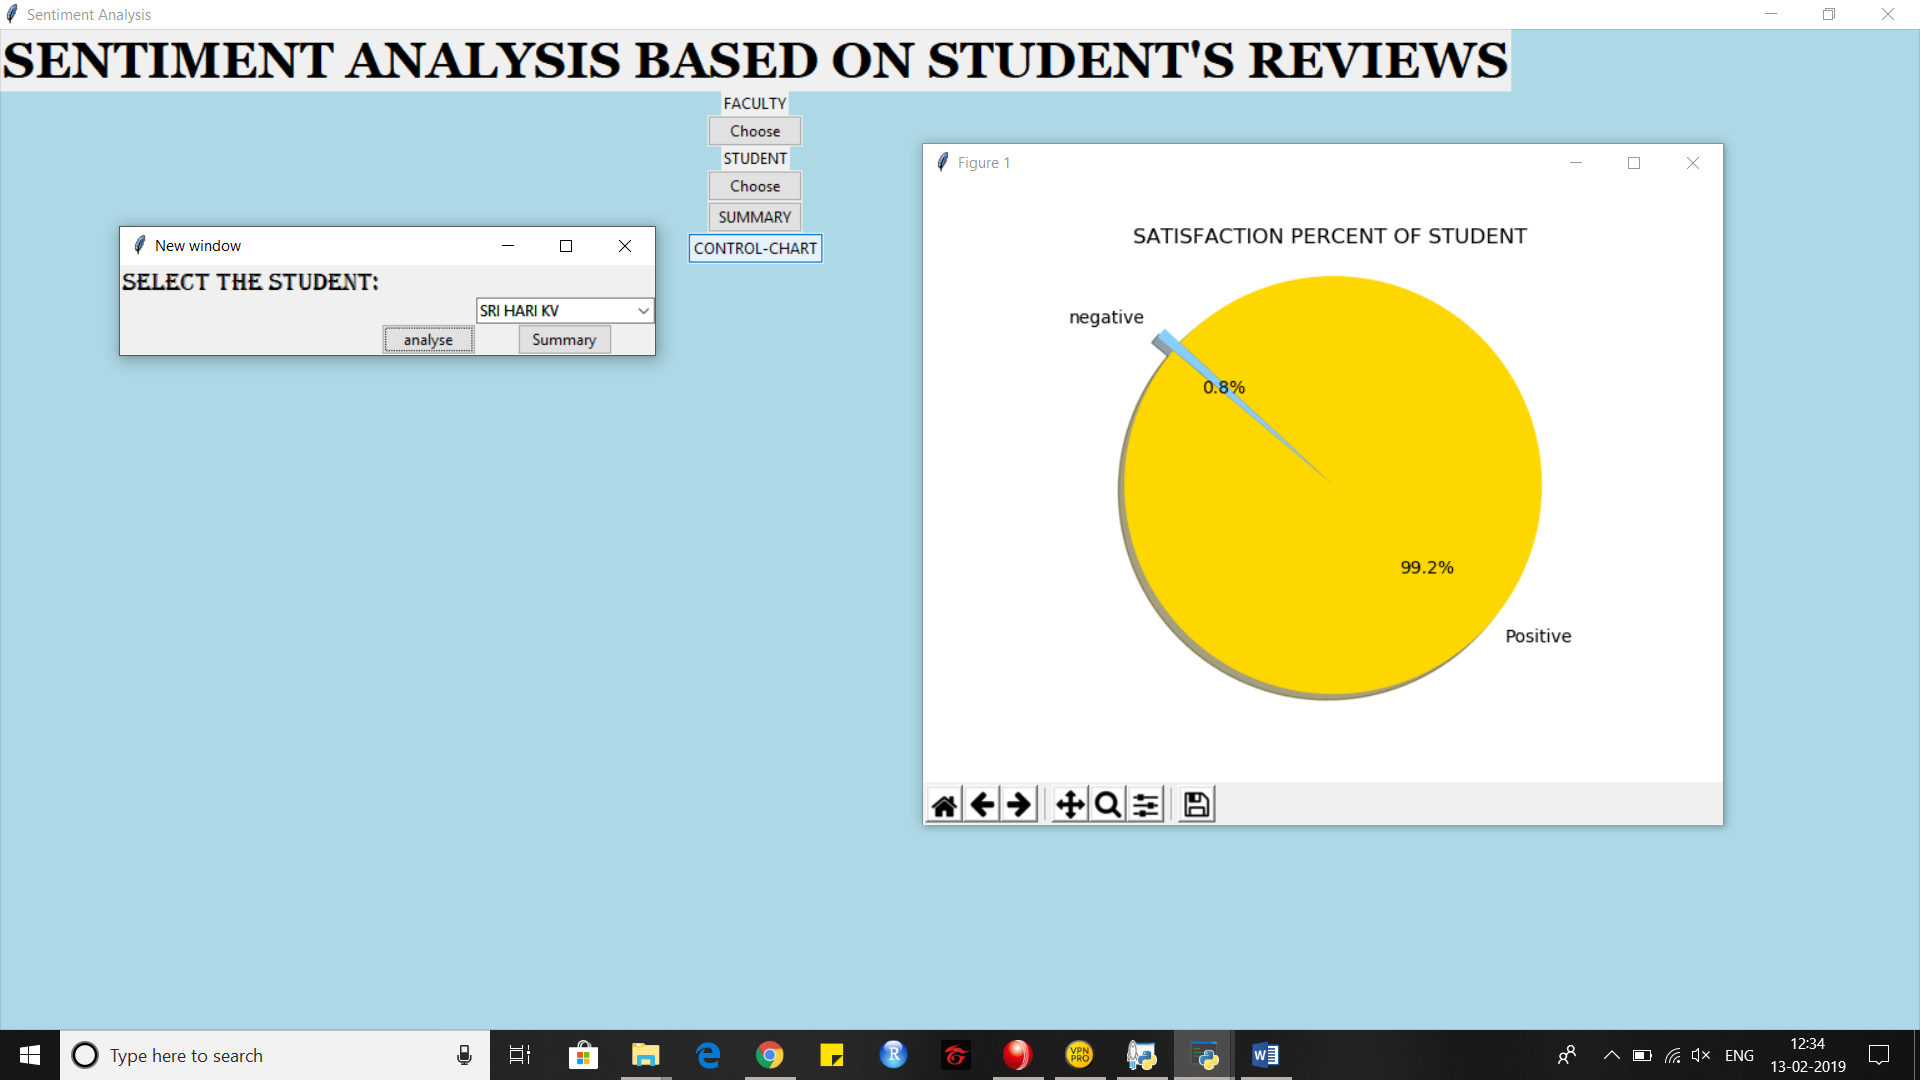 Sentiment Analysis
SENTIMENT ANALYSIS BASED ON STUDENT'S REVIEWS
FACULTY
Choose
STUDENT
Choose
SUMMARY
CONTROL-CHART
New window
SELECT THE STUDENT:
SRI HARI KV
analyse
Summary
Figure 1
SATISFACTION PERCENT OF STUDENT
negative
0.8%
99.2%
Positive
Type here to search
R
VPN
PRO
ENG
12:34
13-02-2019